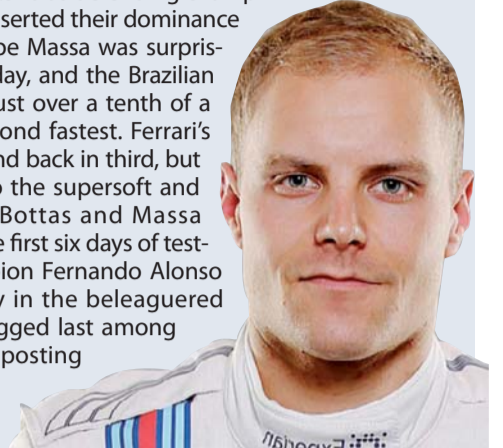 serted their dominance
be Massa was surpris-
day, and the Brazilian
ust over a tenth of a
ond fastest. Ferrari's
nd back in third, but
o the supersoft and
Bottas and Massa
e first six days of test-
ion Fernando Alonso
y in the beleaguered
gged last among
posting
Experian